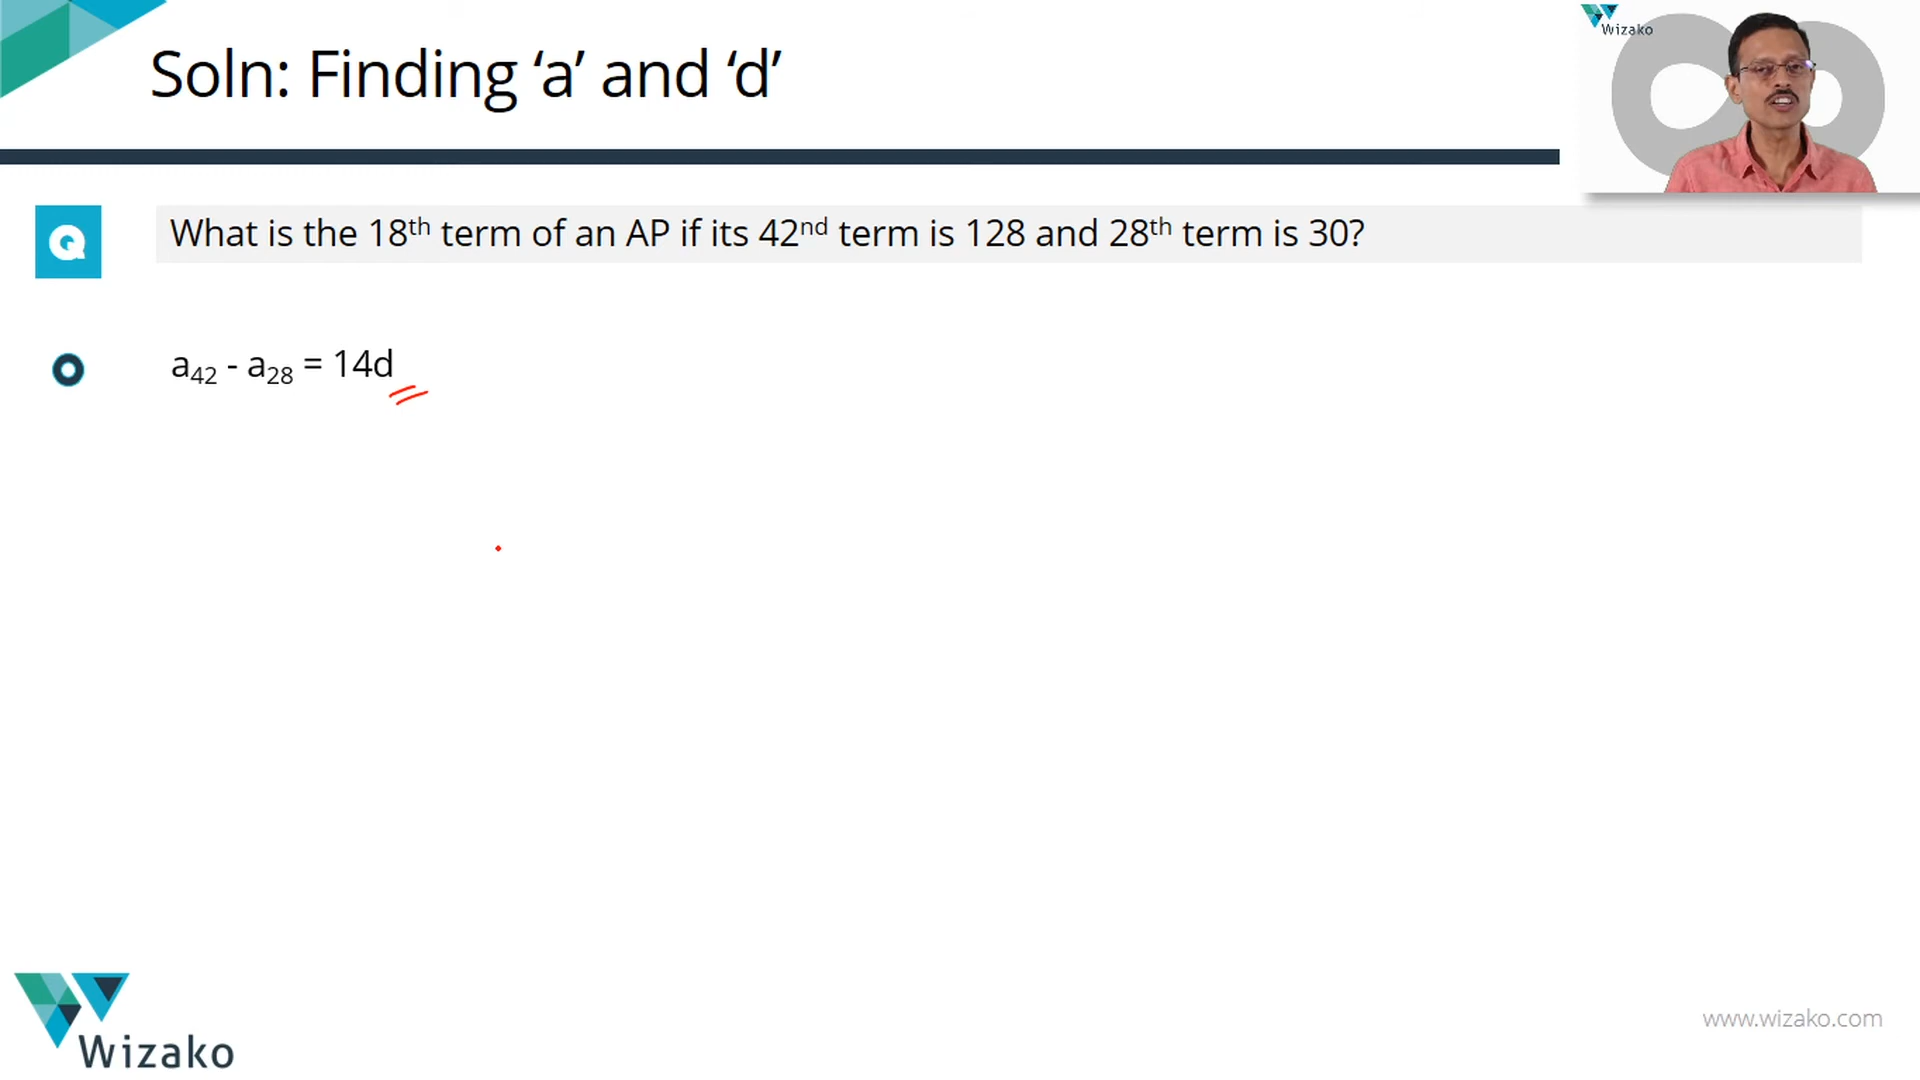 Wizako
Soln: Finding ‘a’ and ‘d’
Q
What is the 18th term of an AP if its 42nd term is 128 and 28th term is 30?
a42 - a28 = 14d
Wizako
www.wizako.com